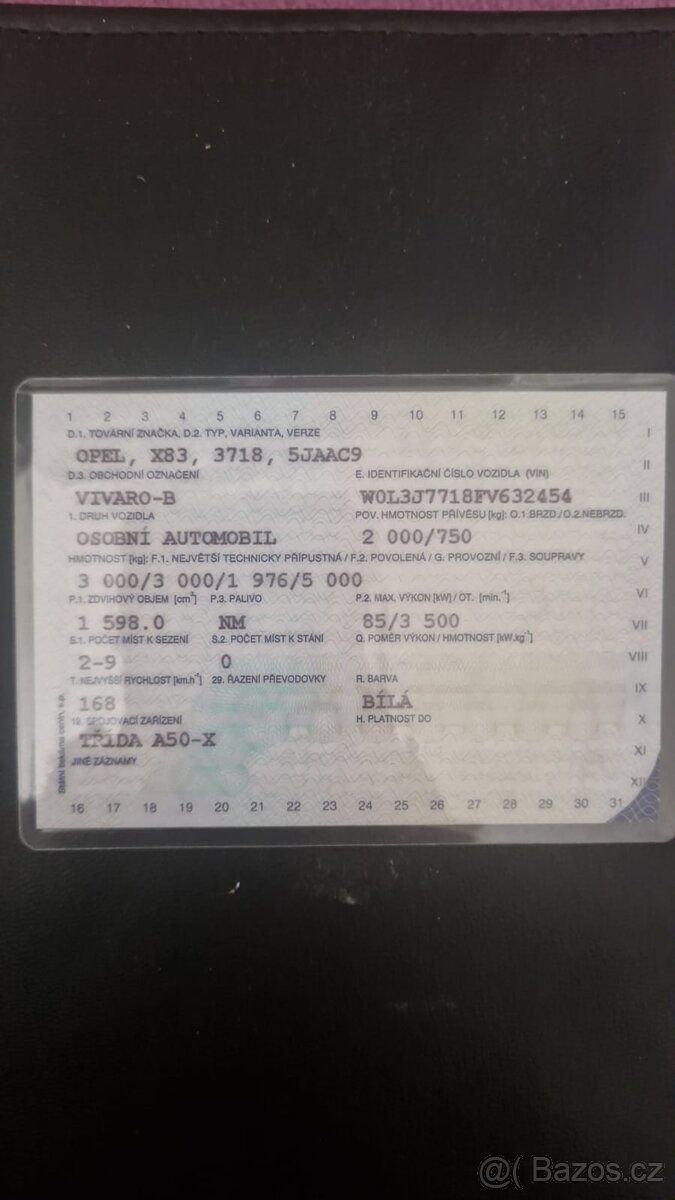 1 2 3 4 5 6 7 8 9 10 11 12 13 14 15
D.1. TOVÁRNÍ ZNAČKA, D.2. TYP, VARIANTA, VERZE I
OPEL, X83, 3718, 5JAAC9
D.3. OBCHODNÍ OZNAČENÍ E. IDENTIFIKAČNÍ ČÍSLO VOZIDLA (VIN) II
VIVARO-B W0L3J7718FV632454 III
1. DRUH VOZIDLA POV. HMOTNOST PŘÍVĚSU [kg]: O.1.BRZD./O.2.NEBRZD.
OSOBNÍ AUTOMOBIL 2 000/750 IV
HMOTNOST [kg]: F.1. NEJVĚTŠÍ TECHNICKY PŘÍPUSTNÁ / F.2. POVOLENÁ / G. PROVOZNÍ / F.3. SOUPRAVY V
3 000/3 000/1 976/5 000
P.1. ZDVIHOVÝ OBJEM [cm³] P.3. PALIVO P.2. MAX. VÝKON [kW] / OT. [min.⁻¹] VI
1 598.0 NM 85/3 500 VII
S.1. POČET MÍST K SEZENÍ S.2. POČET MÍST K STÁNÍ Q. POMĚR VÝKON / HMOTNOST [kW.kg⁻¹]
2-9 0 VIII
T. NEJVYŠŠÍ RYCHLOST [km.h⁻¹] 29. ŘAZENÍ PŘEVODOVKY R. BARVA IX
168 BÍLÁ
19. SPOJOVACÍ ZAŘÍZENÍ H. PLATNOST DO X
TŘÍDA A50-X XI
JINÉ ZÁZNAMY
XII
16 17 18 19 20 21 22 23 24 25 26 27 28 29 30 31
Státní tiskárna cenin, s.p.
@( Bazos.cz